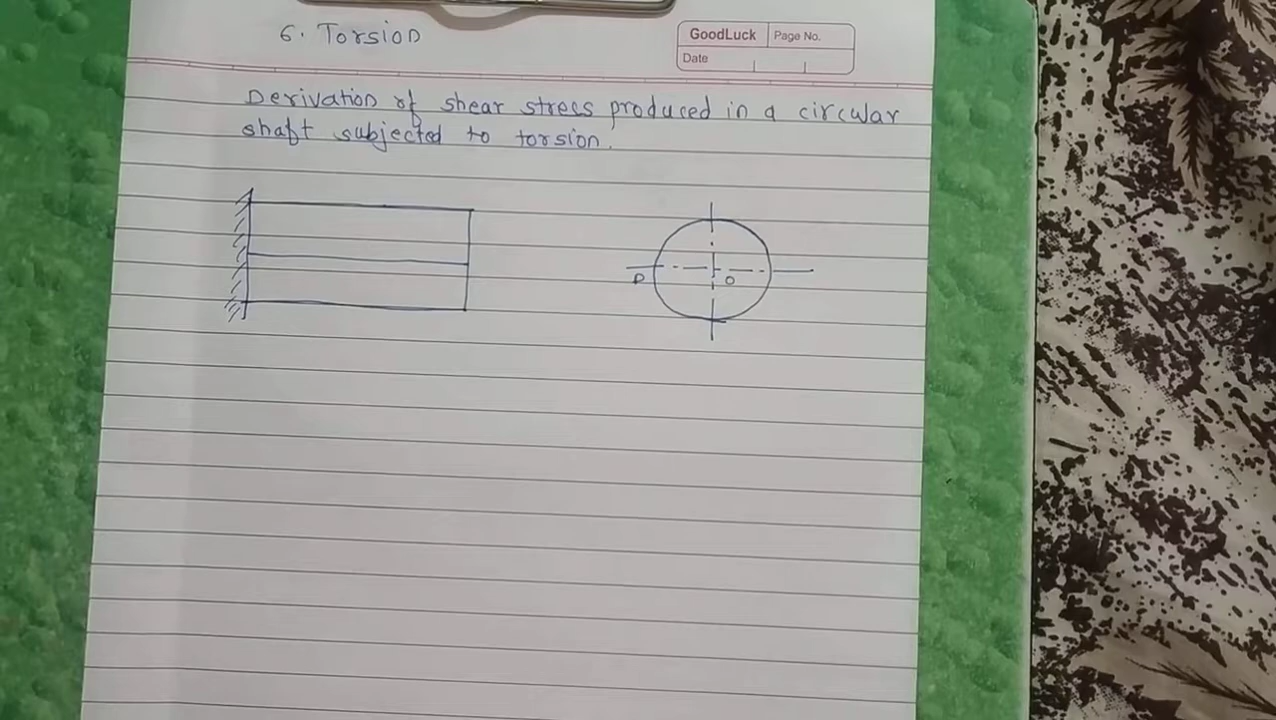 6. Torsion
GoodLuck
Page No.
Date
Derivation of shear stress produced in a circular
shaft subjected to torsion.
D
O